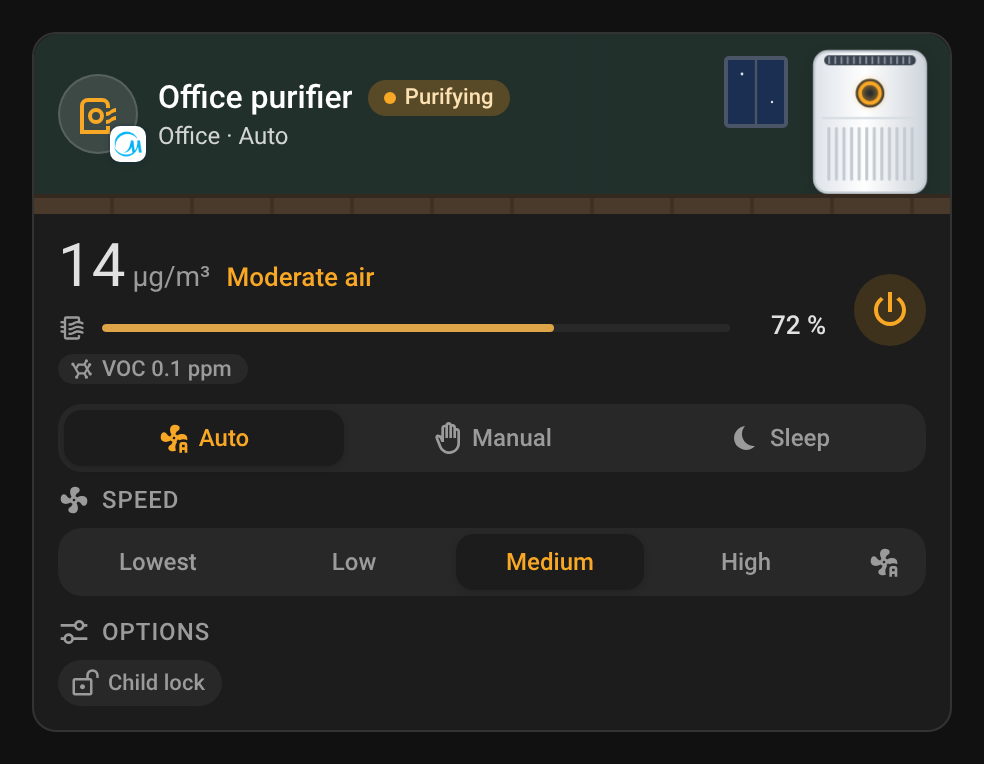 Office purifier
Purifying
Office · Auto
14 µg/m³ Moderate air
72 %
VOC 0.1 ppm
Auto Manual Sleep
SPEED
Lowest Low Medium High
OPTIONS
Child lock